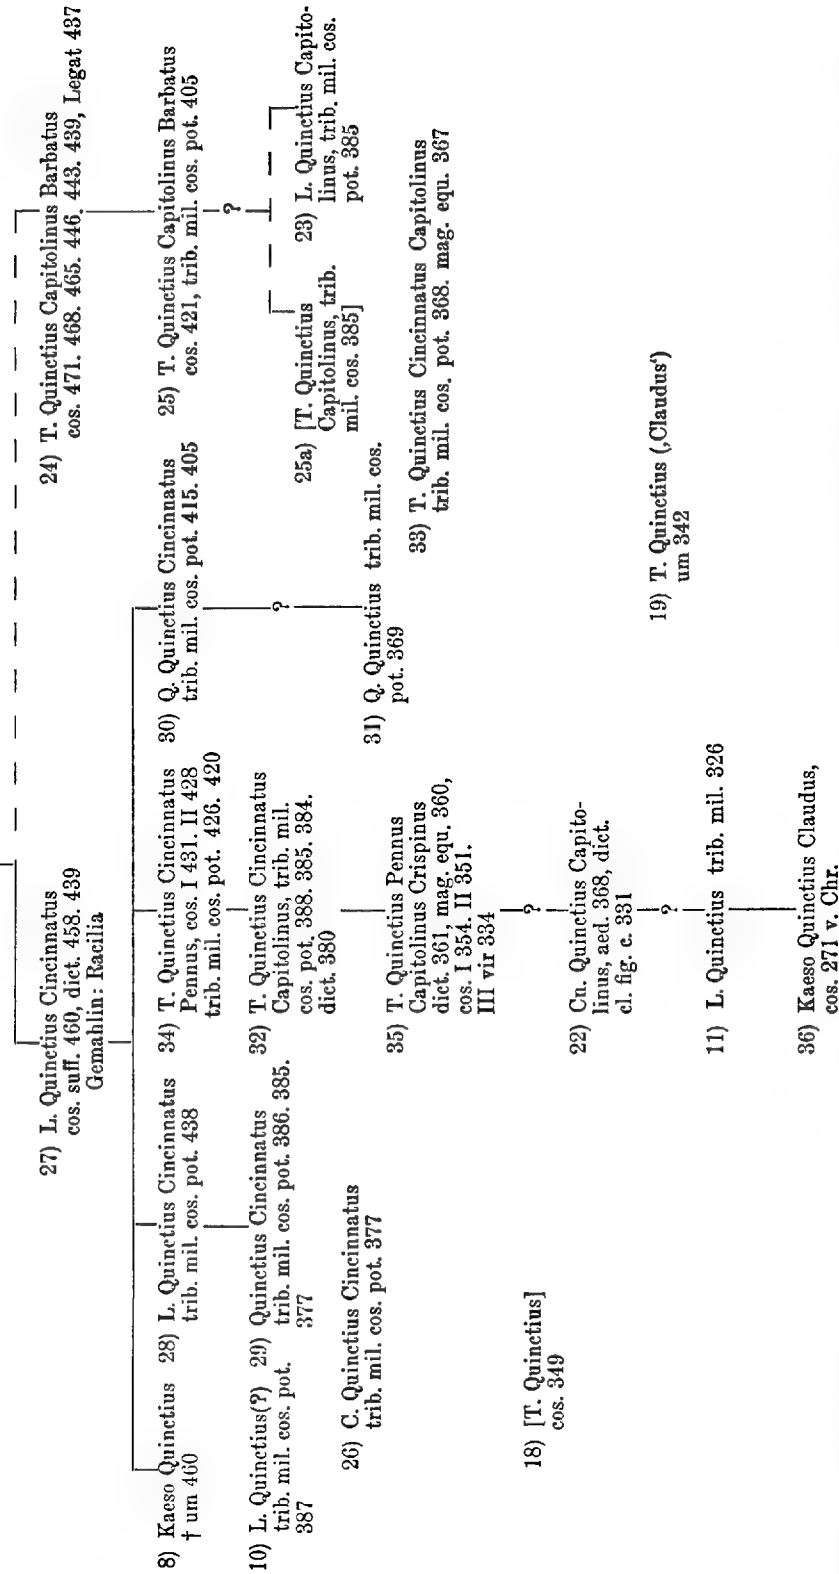 27) L. Quinctius Cincinnatus
cos. suff. 460, dict. 458. 439
Gemahlin: Racilia
24) T. Quinctius Capitolinus Barbatus
cos. 471. 468. 465. 446. 443. 439, Legat 437
8) Kaeso Quinctius
† um 460
28) L. Quinctius Cincinnatus
trib. mil. cos. pot. 438
34) T. Quinctius Cincinnatus
Pennus, cos. I 431. II 428
trib. mil. cos. pot. 426. 420
30) Q. Quinctius Cincinnatus
trib. mil. cos. pot. 415. 405
25) T. Quinctius Capitolinus Barbatus
cos. 421, trib. mil. cos. pot. 405
?
?
10) L. Quinctius(?)
trib. mil. cos. pot.
387
29) Quinctius Cincinnatus
trib. mil. cos. pot. 386. 385.
377
32) T. Quinctius Cincinnatus
Capitolinus, trib. mil.
cos. pot. 388. 385. 384.
dict. 380
25a) [T. Quinctius
Capitolinus, trib.
mil. cos. 385]
23) L. Quinctius Capito-
linus, trib. mil. cos.
pot. 385
26) C. Quinctius Cincinnatus
trib. mil. cos. pot. 377
35) T. Quinctius Pennus
Capitolinus Crispinus
dict. 361, mag. equ. 360,
cos. I 354. II 351.
III vir 334
31) Q. Quinctius trib. mil. cos.
pot. 369
33) T. Quinctius Cincinnatus Capitolinus
trib. mil. cos. pot. 368. mag. equ. 367
?
18) [T. Quinctius]
cos. 349
22) Cn. Quinctius Capito-
linus, aed. 368, dict.
cl. fig. c. 331
19) T. Quinctius (‚Claudus‘)
um 342
?
11) L. Quinctius trib. mil. 326
36) Kaeso Quinctius Claudus,
cos. 271 v. Chr.